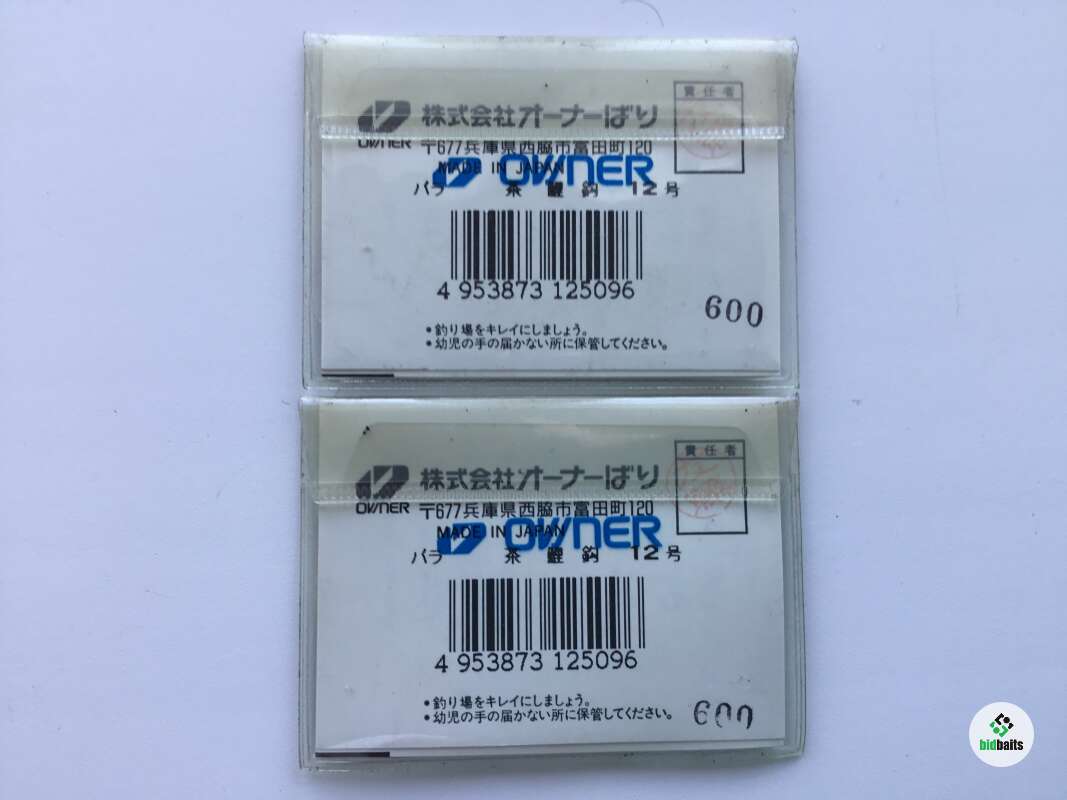 責任者
株式会社オーナーばり
OWNER
〒677兵庫県西脇市富田町120
MADE IN JAPAN
OWNER
バラ 茶 鯉 鈎 12号
4 953873 125096
600
●釣り場をキレイにしましょう。
●幼児の手の届かない所に保管してください。
責任者
株式会社オーナーばり
OWNER
〒677兵庫県西脇市富田町120
MADE IN JAPAN
OWNER
バラ 茶 鯉 鈎 12号
4 953873 125096
●釣り場をキレイにしましょう。
●幼児の手の届かない所に保管してください。
600
bidbaits